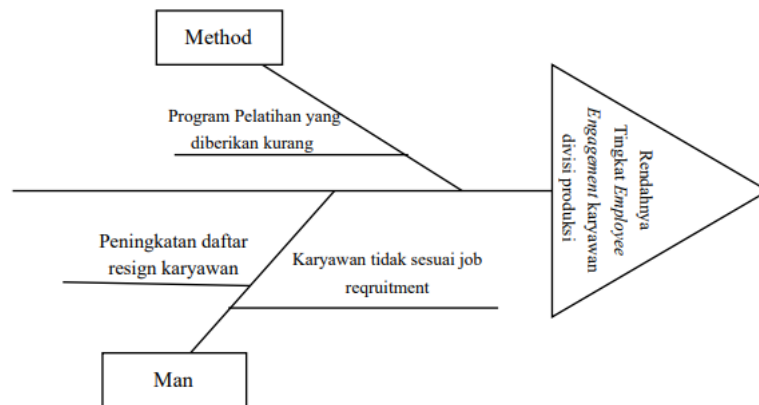 Method
Program Pelatihan yang
diberikan kurang
Rendahnya
Tingkat Employee
Engagement karyawan
divisi produksi
Peningkatan daftar
resign karyawan
Karyawan tidak sesuai job
reqruitment
Man